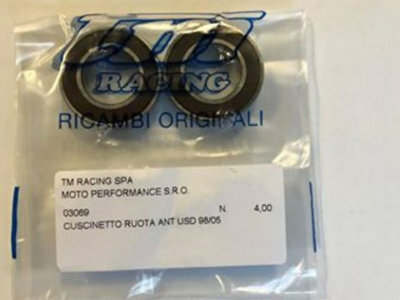 TM
RACING
RICAMBI ORIGINALI
TM RACING SPA
MOTO PERFORMANCE S.R.O.
03069 N. 4,00
CUSCINETTO RUOTA ANT USD 98/05